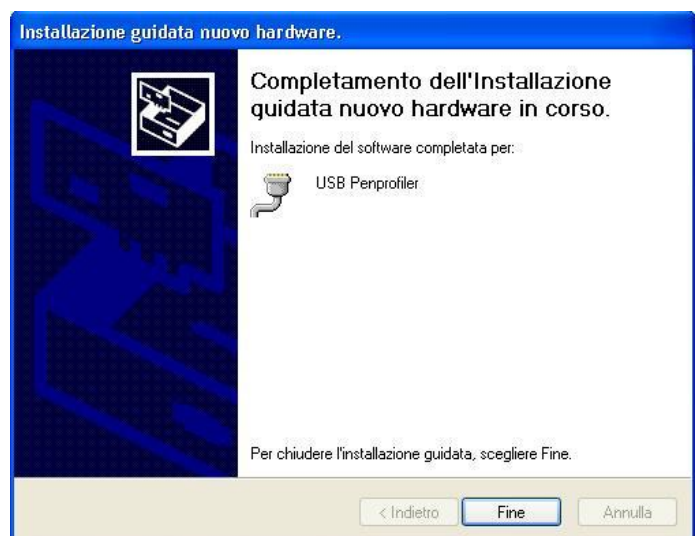 Installazione guidata nuovo hardware.
Completamento dell'Installazione
guidata nuovo hardware in corso.
Installazione del software completata per:
USB Penprofiler
Per chiudere l'installazione guidata, scegliere Fine.
< Indietro
Fine
Annulla